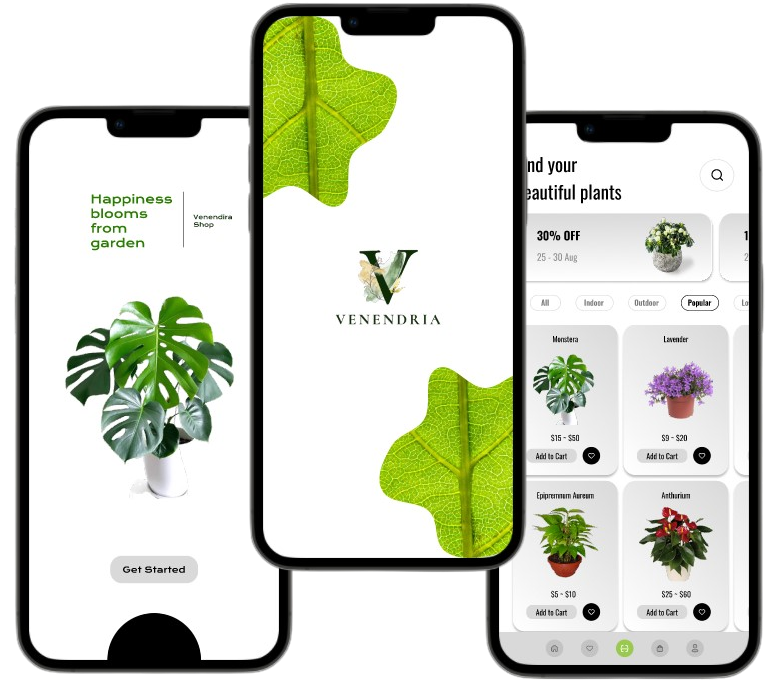 Happiness
blooms
from
garden
Venendira
Shop
Get Started
V
VENENDRIA
nd your
eautiful plants
30% OFF
25 - 30 Aug
1
2
All Indoor Outdoor Popular Lo
Monstera
$15 ~ $50
Add to Cart
Lavender
$9 ~ $20
Add to Cart
Epipremnum Aureum
$5 ~ $10
Add to Cart
Anthurium
$25 ~ $60
Add to Cart